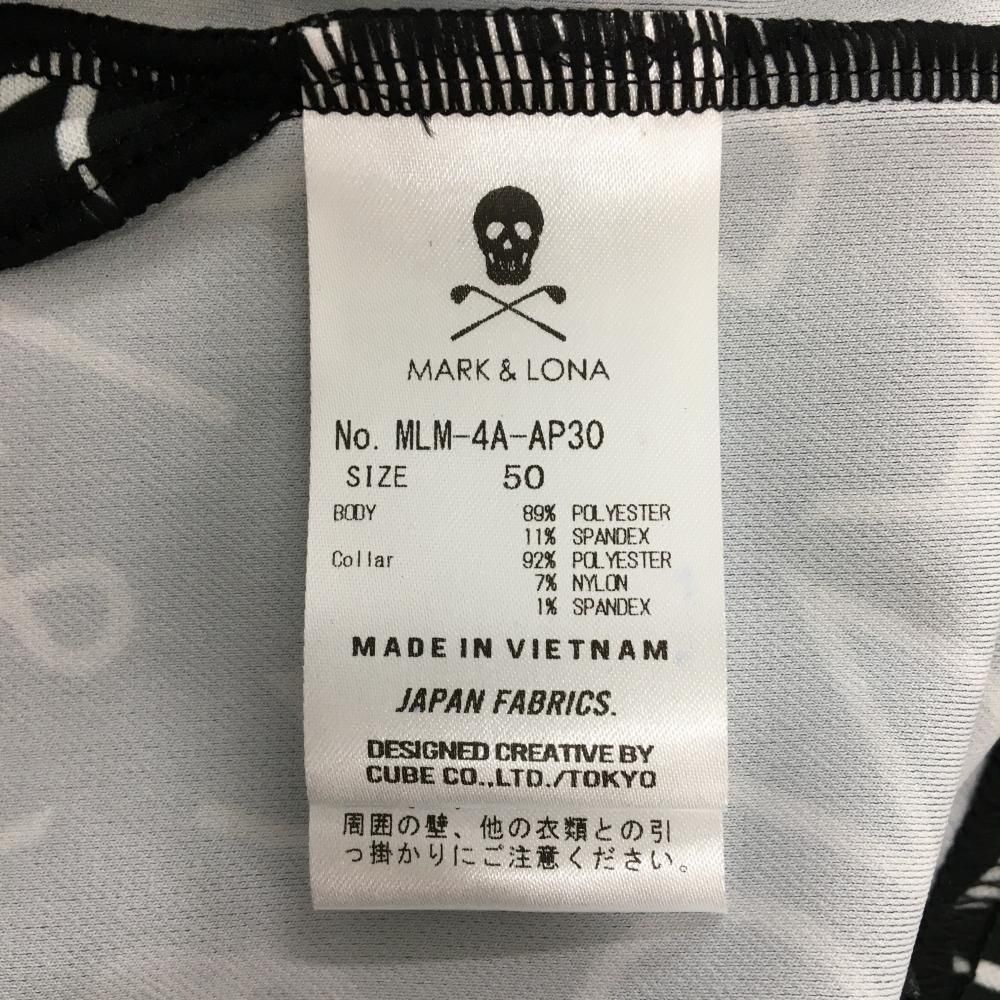 MARK & LONA
No. MLM-4A-AP30
SIZE 50
BODY 89% POLYESTER
11% SPANDEX
Collar 92% POLYESTER
7% NYLON
1% SPANDEX
MADE IN VIETNAM
JAPAN FABRICS.
DESIGNED CREATIVE BY
CUBE CO.,LTD./TOKYO
周囲の壁、他の衣類との引
っ掛かりにご注意ください。